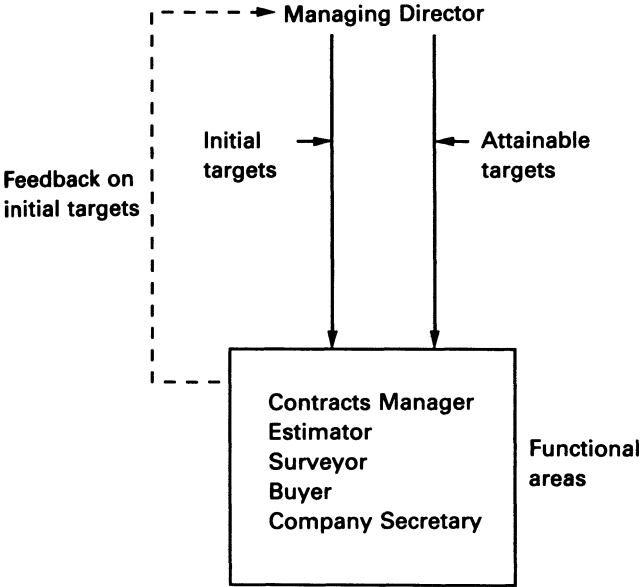 Managing Director
Initial
targets
Attainable
targets
Feedback on
initial targets
Contracts Manager
Estimator
Surveyor
Buyer
Company Secretary
Functional
areas